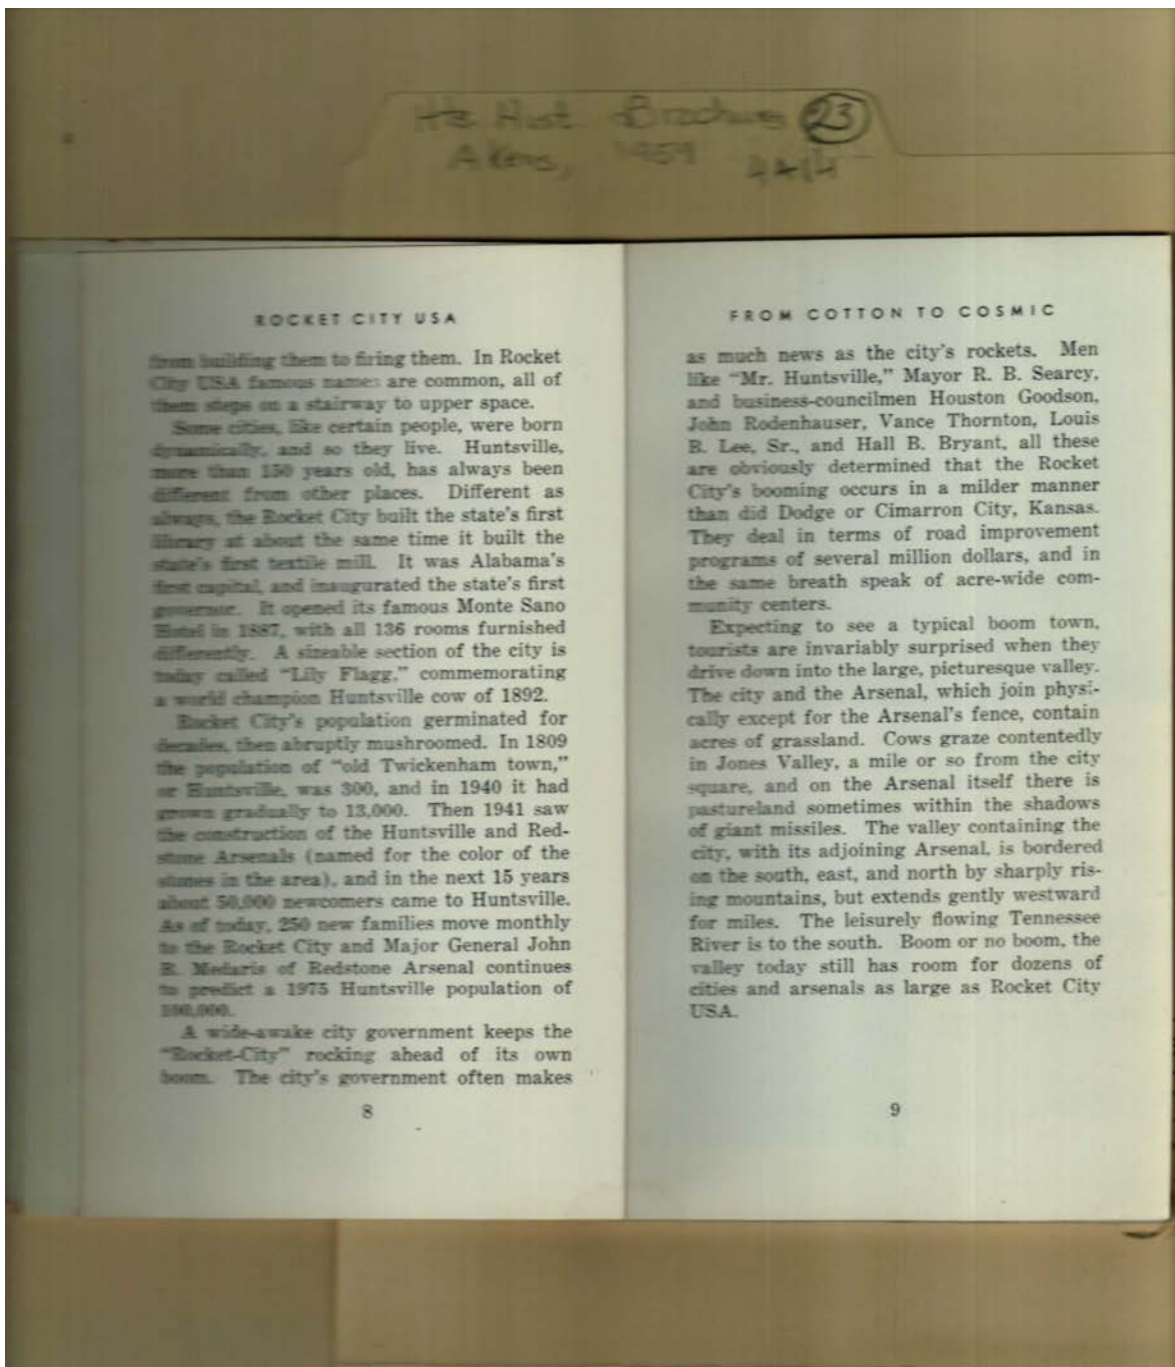 Hist. Brochures 23
Akens, 1959
ROCKET CITY USA
from building them to firing them. In Rocket
City USA famous names are common, all of
them steps on a stairway to upper space.
Some cities, like certain people, were born
dynamically, and so they live. Huntsville,
more than 150 years old, has always been
different from other places. Different as
always, the Rocket City built the state's first
library at about the same time it built the
state's first textile mill. It was Alabama's
first capital, and inaugurated the state's first
governor. It opened its famous Monte Sano
Hotel in 1887, with all 136 rooms furnished
differently. A sizeable section of the city is
today called "Lily Flagg," commemorating
a world champion Huntsville cow of 1892.
Rocket City's population germinated for
decades, then abruptly mushroomed. In 1809
the population of "old Twickenham town,"
or Huntsville, was 300, and in 1940 it had
grown gradually to 13,000. Then 1941 saw
the construction of the Huntsville and Red-
stone Arsenals (named for the color of the
stones in the area), and in the next 15 years
about 50,000 newcomers came to Huntsville.
As of today, 250 new families move monthly
to the Rocket City and Major General John
B. Medaris of Redstone Arsenal continues
to predict a 1975 Huntsville population of
100,000.
A wide-awake city government keeps the
"Rocket-City" rocking ahead of its own
boom. The city's government often makes
8
FROM COTTON TO COSMIC
as much news as the city's rockets. Men
like "Mr. Huntsville," Mayor R. B. Searcy,
and business-councilmen Houston Goodson,
John Rodenhauser, Vance Thornton, Louis
B. Lee, Sr., and Hall B. Bryant, all these
are obviously determined that the Rocket
City's booming occurs in a milder manner
than did Dodge or Cimarron City, Kansas.
They deal in terms of road improvement
programs of several million dollars, and in
the same breath speak of acre-wide com-
munity centers.
Expecting to see a typical boom town,
tourists are invariably surprised when they
drive down into the large, picturesque valley.
The city and the Arsenal, which join physi-
cally except for the Arsenal's fence, contain
acres of grassland. Cows graze contentedly
in Jones Valley, a mile or so from the city
square, and on the Arsenal itself there is
pastureland sometimes within the shadows
of giant missiles. The valley containing the
city, with its adjoining Arsenal, is bordered
on the south, east, and north by sharply ris-
ing mountains, but extends gently westward
for miles. The leisurely flowing Tennessee
River is to the south. Boom or no boom, the
valley today still has room for dozens of
cities and arsenals as large as Rocket City
USA.
9